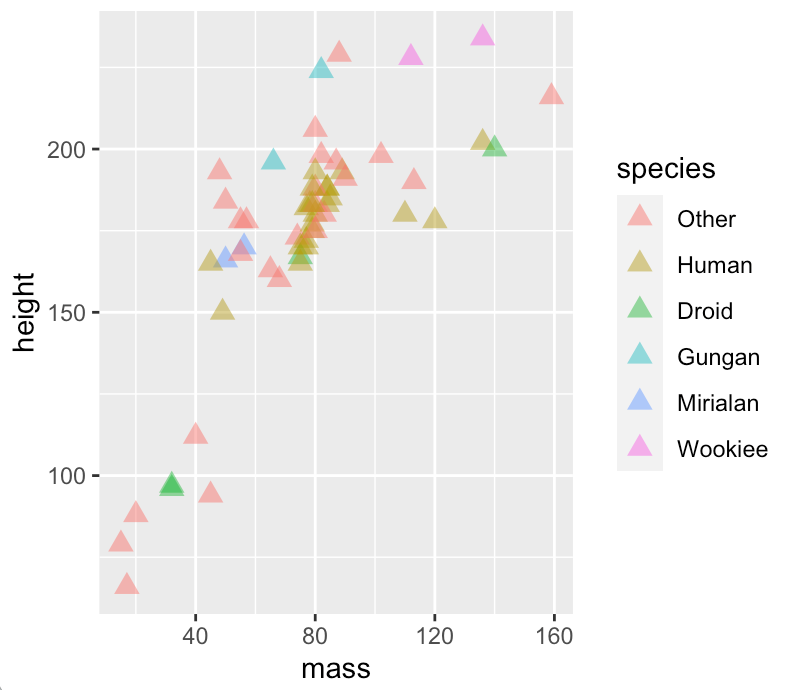 height
200
150
100
40 80 120 160
mass
species
Other
Human
Droid
Gungan
Mirialan
Wookiee